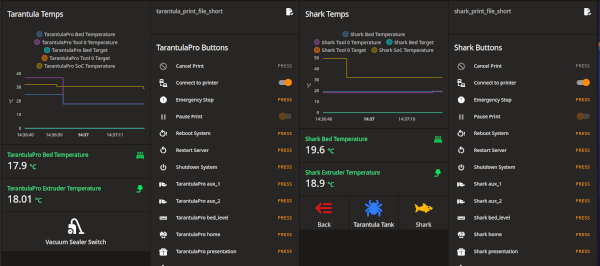 Tarantula Temps
TarantulaPro Bed Temperature
TarantulaPro Tool 0 Temperature
TarantulaPro Bed Target
TarantulaPro Tool 0 Target
TarantulaPro SoC Temperature
40
30
20
10
0
14:56:40
14:56:50
14:57
14:57:11
TarantulaPro Bed Temperature
17.9 °C
TarantulaPro Extruder Temperature
18.01 °C
Vacuum Sealer Switch
tarantula_print_file_short
TarantulaPro Buttons
Cancel Print PRESS
Connect to printer
Emergency Stop PRESS
Pause Print
Reboot System PRESS
Restart Server PRESS
Shutdown System PRESS
TarantulaPro aux_1 PRESS
TarantulaPro aux_2 PRESS
TarantulaPro bed_level PRESS
TarantulaPro home PRESS
TarantulaPro presentation PRESS
Shark Temps
Shark Bed Temperature
Shark Tool 0 Temperature Shark Bed Target
Shark Tool 0 Target Shark SoC Temperature
50
40
30
20
10
0
14:56:40
14:57
14:57:10
Shark Bed Temperature
19.6 °C
Shark Extruder Temperature
18.9 °C
Back Tarantula Tank Shark
shark_print_file_short
Shark Buttons
Cancel Print PRESS
Connect to printer
Emergency Stop PRESS
Pause Print
Reboot System PRESS
Restart Server PRESS
Shutdown System PRESS
Shark aux_1 PRESS
Shark aux_2 PRESS
Shark bed_level PRESS
Shark home PRESS
Shark presentation PRESS